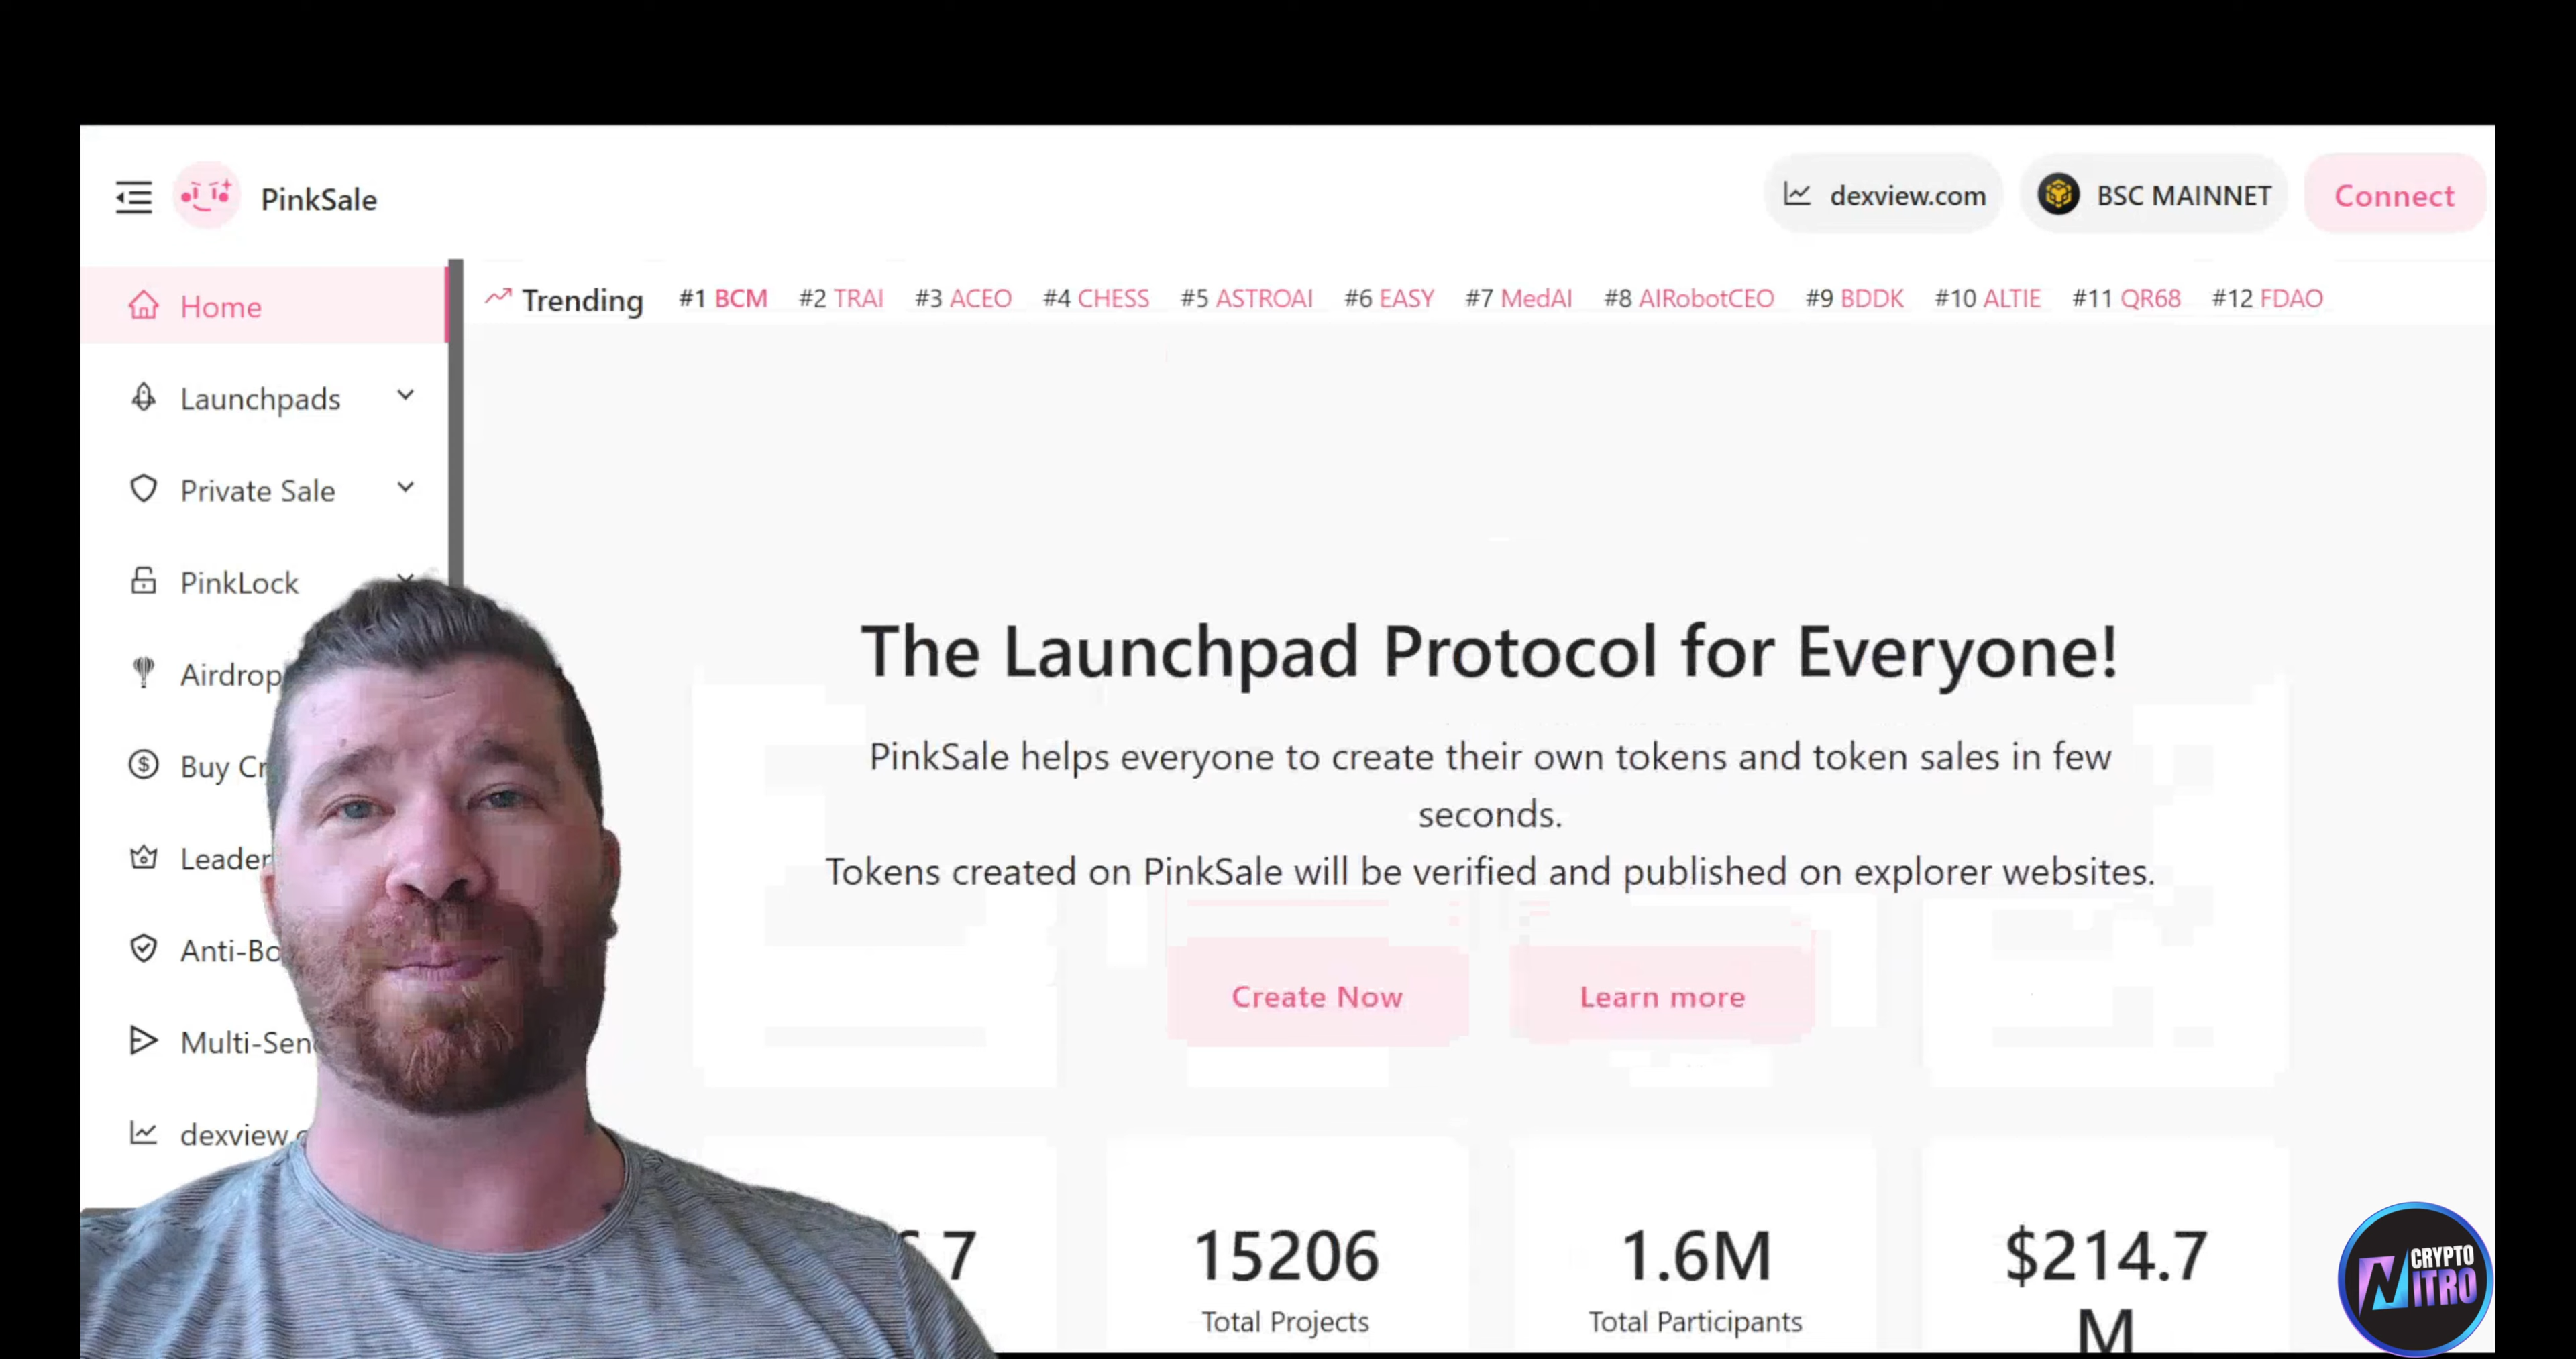 PinkSale
dexview.com
BSC MAINNET
Connect
Home
Launchpads
Private Sale
PinkLock
Airdrop
Buy
dexview.
Trending #1 BCM #2 TRAI #3 ACEO #4 CHESS #5 ASTROAI #6 EASY #7 MedAI #8 AIRobotCEO #9 BDDK #10 ALTIE #11 QR68 #12 FDAO
The Launchpad Protocol for Everyone!
PinkSale helps everyone to create their own tokens and token sales in few
seconds.
Tokens created on PinkSale will be verified and published on explorer websites.
Create Now
Learn more
15206
Total Projects
1.6M
Total Participants
$214.7
M
CRYPTO
NITRO